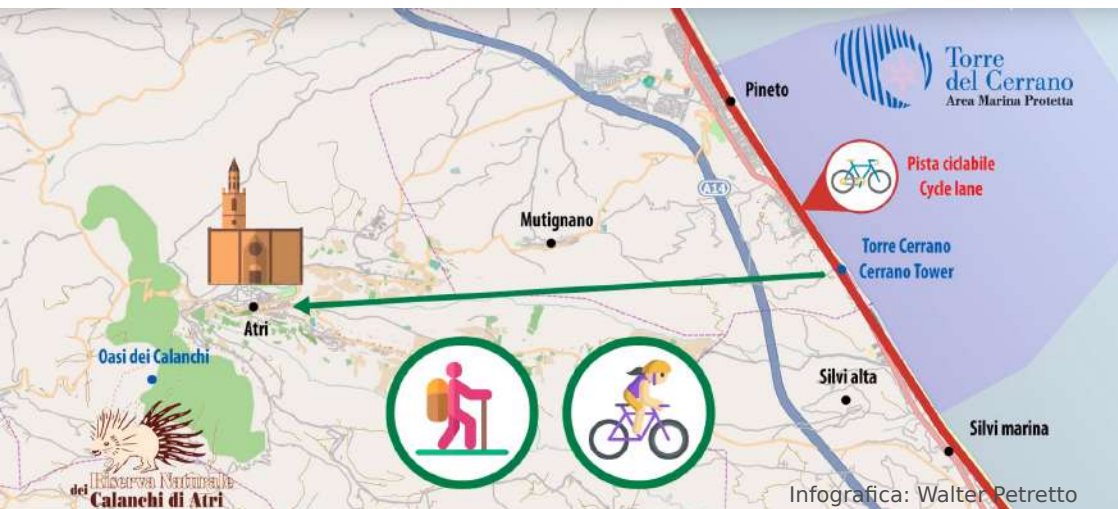 Torre
del Cerrano
Area Marina Protetta
Pineto
Pista ciclabile
Cycle lane
A14
Mutignano
Torre Cerrano
Cerrano Tower
Atri
Oasi dei Calanchi
Silvi alta
Silvi marina
Riserva Naturale
dei Calanchi di Atri
Infografica: Walter Petretto